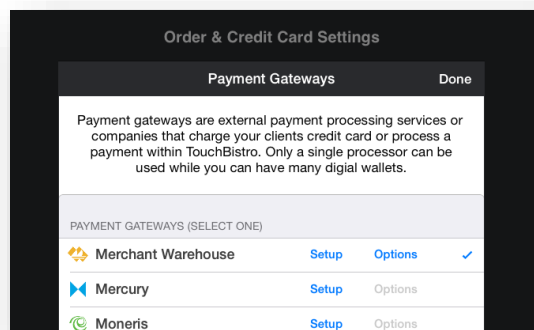 Order & Credit Card Settings
Payment Gateways Done
Payment gateways are external payment processing services or
companies that charge your clients credit card or process a
payment within TouchBistro. Only a single processor can be
used while you can have many digial wallets.
PAYMENT GATEWAYS (SELECT ONE)
Merchant Warehouse Setup Options
Mercury Setup Options
Moneris Setup Options